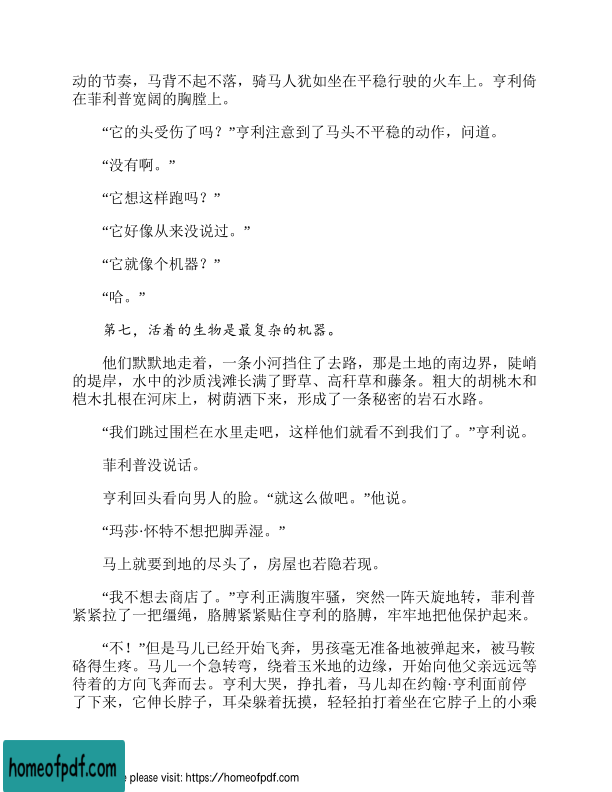 动的节奏，马背不起不落，骑马人犹如坐在平稳行驶的火车上。亨利倚
在菲利普宽阔的胸膛上。
“它的头受伤了吗？”亨利注意到了马头不平稳的动作，问道。
“没有啊。”
“它想这样跑吗？”
“它好像从来没说过。”
“它就像个机器？”
“哈。”
第七，活着的生物是最复杂的机器。
他们默默地走着，一条小河挡住了去路，那是土地的南边界，陡峭
的堤岸，水中的沙质浅滩长满了野草、高秆草和藤条。粗大的胡桃木和
桤木扎根在河床上，树荫洒下来，形成了一条秘密的岩石水路。
“我们跳过围栏在水里走吧，这样他们就看不到我们了。”亨利说。
菲利普没说话。
亨利回头看向男人的脸。“就这么做吧。”他说。
“玛莎·怀特不想把脚弄湿。”
马上就要到地的尽头了，房屋也若隐若现。
“我不想去商店了。”亨利正满腹牢骚，突然一阵天旋地转，菲利普
紧紧拉了一把缰绳，胳膊紧紧贴住亨利的胳膊，牢牢地把他保护起来。
“不！”但是马儿已经开始飞奔，男孩毫无准备地被弹起来，被马鞍
硌得生疼。马儿一个急转弯，绕着玉米地的边缘，开始向他父亲远远等
待着的方向飞奔而去。亨利大哭，挣扎着，马儿却在约翰·亨利面前停
了下来，它伸长脖子，耳朵躲着抚摸，轻轻拍打着坐在它脖子上的小乘
homeofpdf.com
e please visit: https://homeofpdf.com